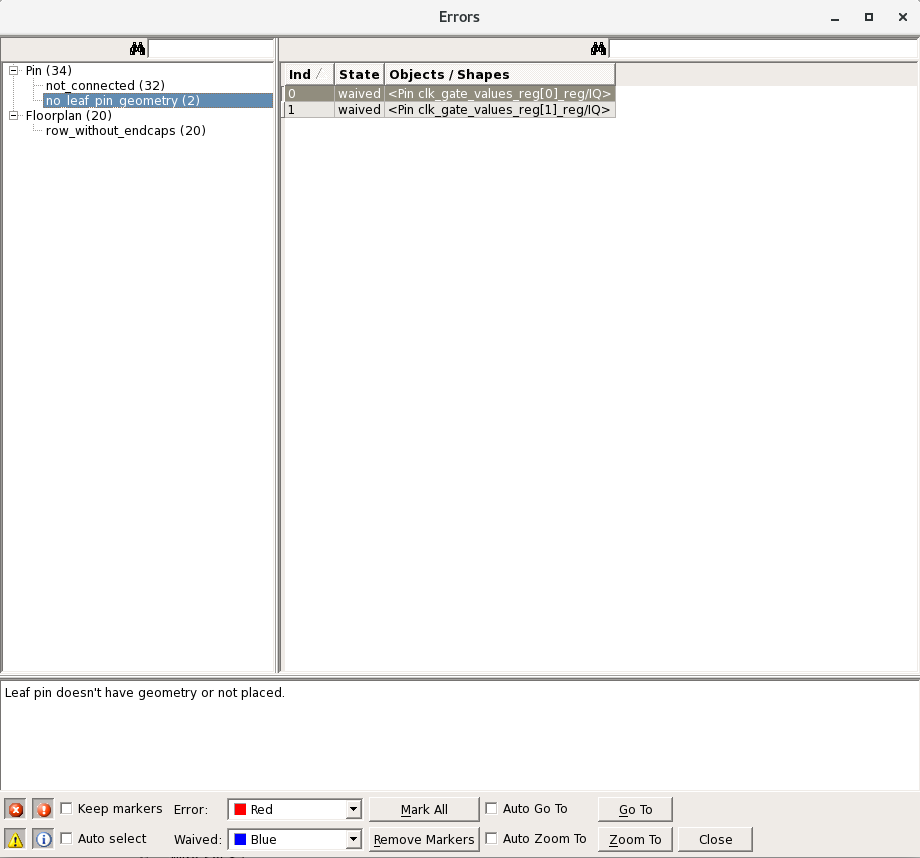 Errors
Pin (34)
not_connected (32)
no_leaf_pin_geometry (2)
Floorplan (20)
row_without_endcaps (20)
Ind State Objects / Shapes
0 waived <Pin clk_gate_values_reg[0]_reg/IQ>
1 waived <Pin clk_gate_values_reg[1]_reg/IQ>
Leaf pin doesn't have geometry or not placed.
Keep markers Error: Red Mark All Auto Go To Go To
Auto select Waived: Blue Remove Markers Auto Zoom To Zoom To Close